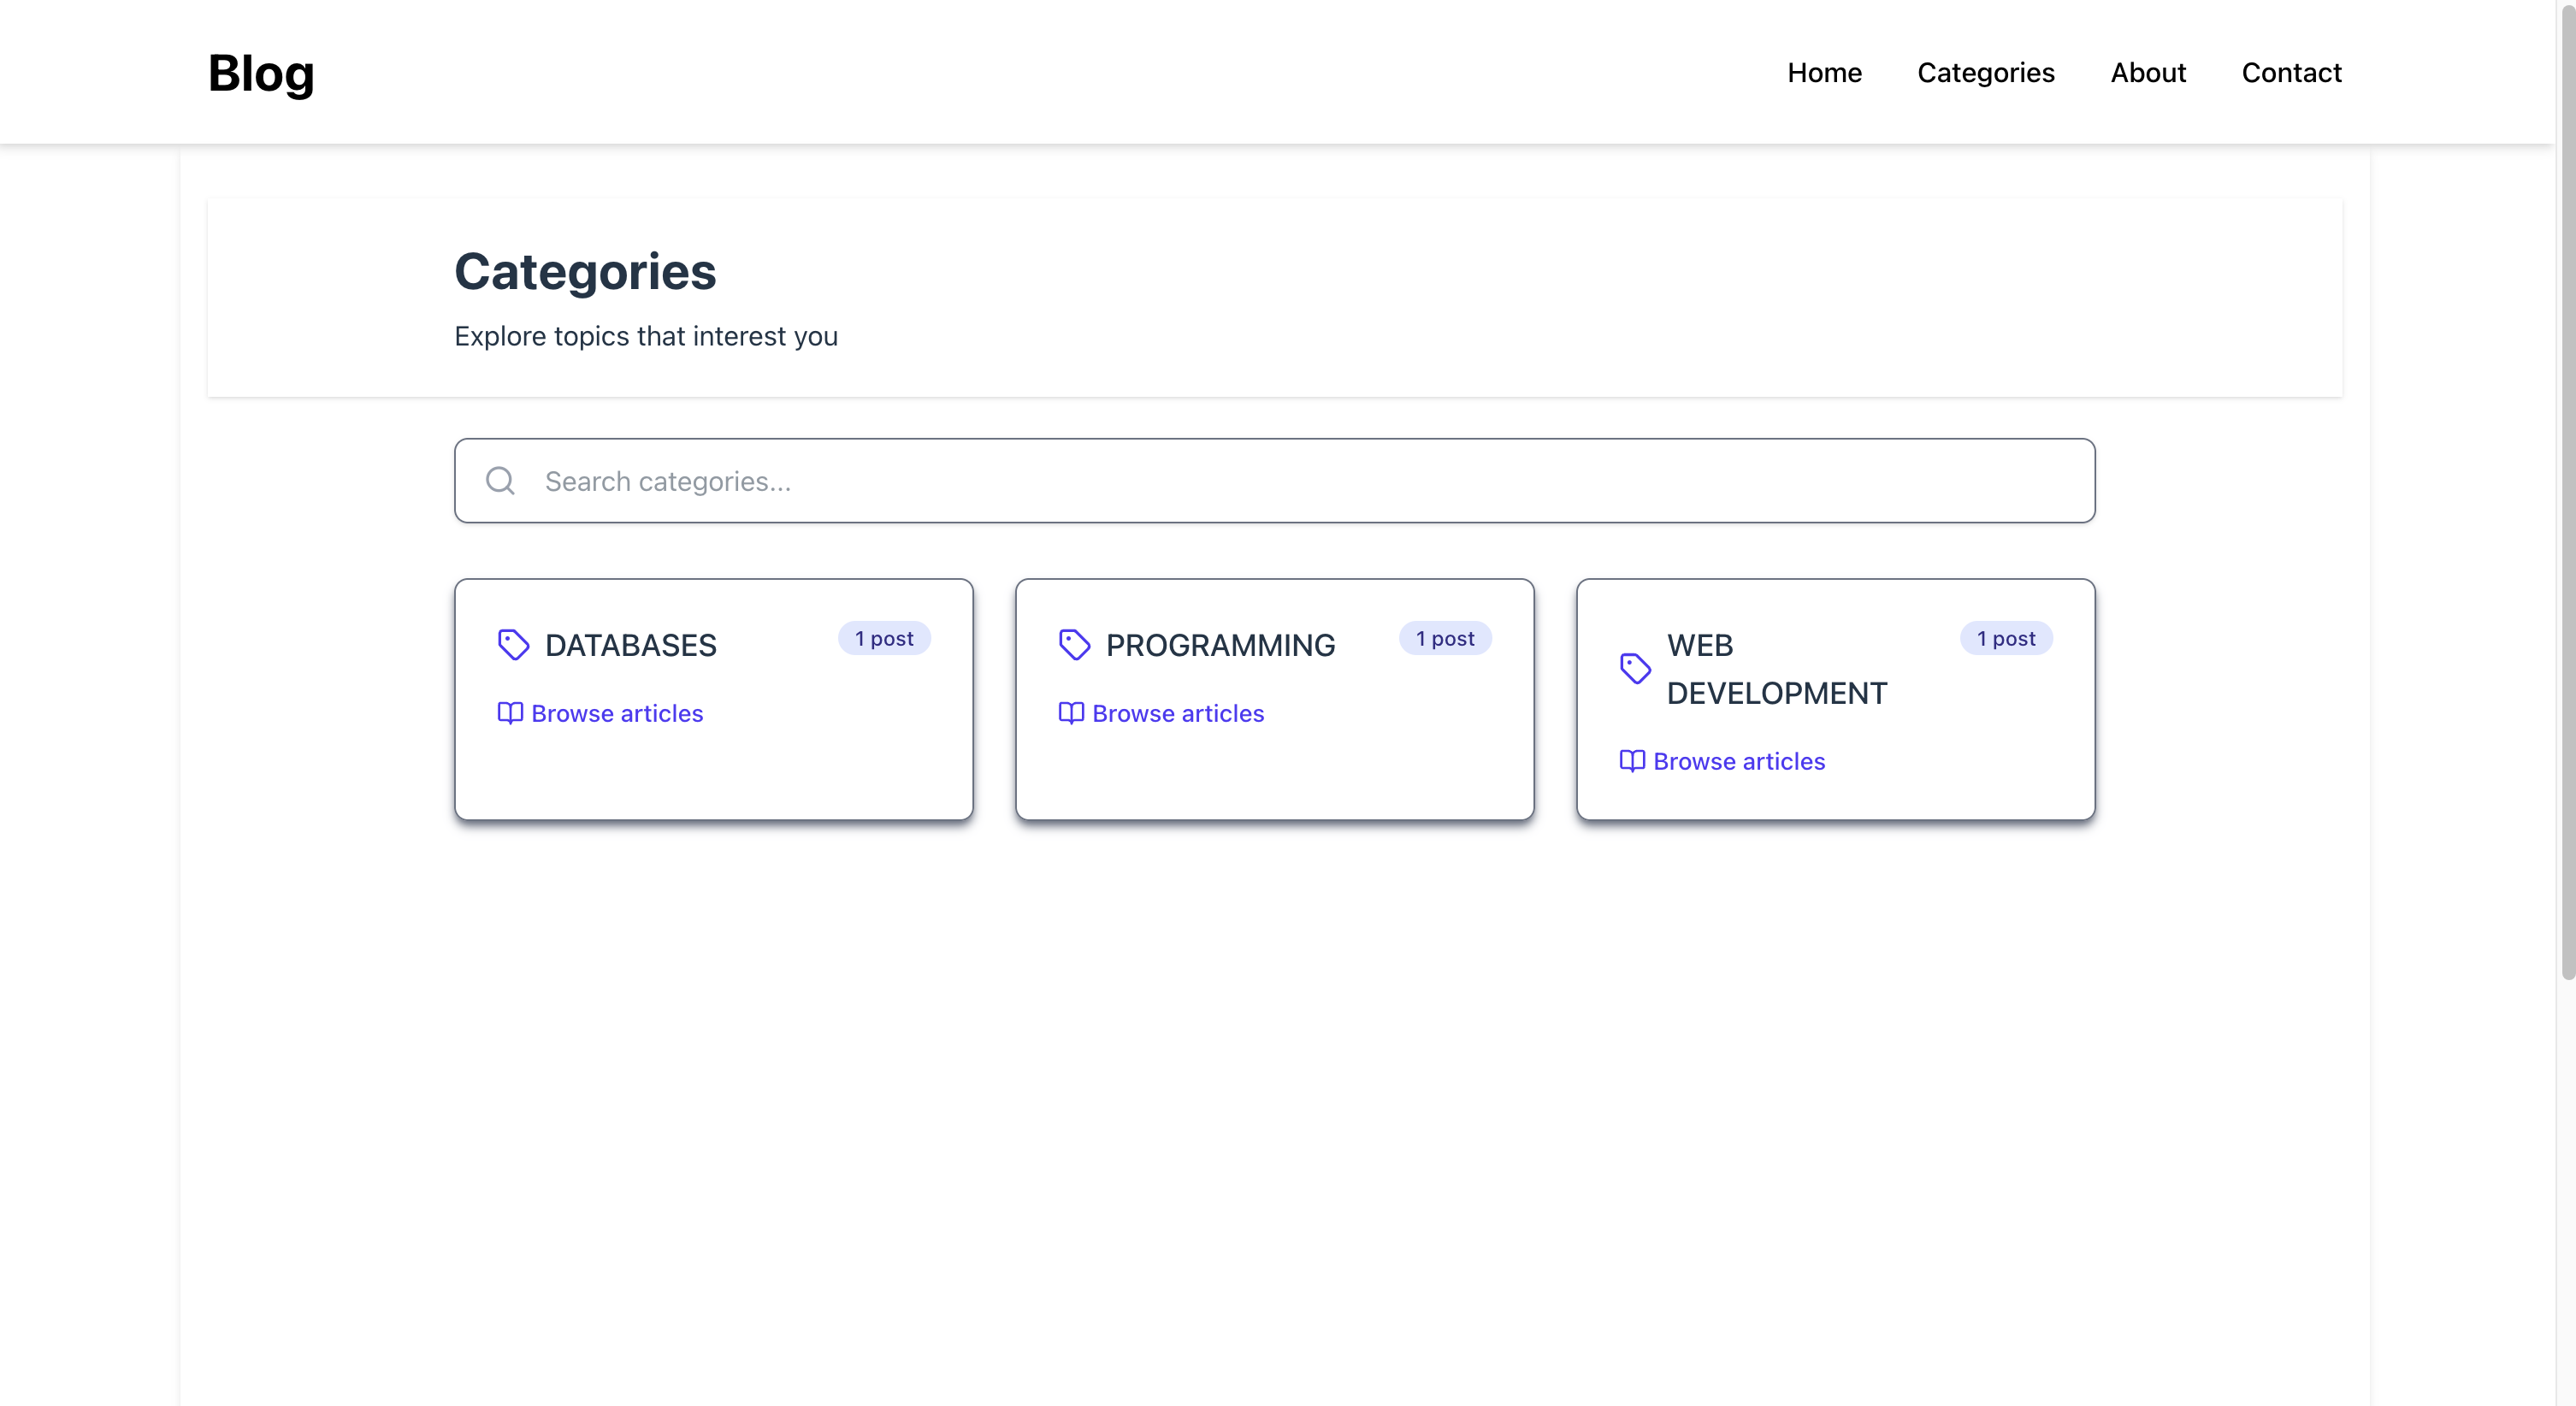 Blog
Home Categories About Contact
Categories
Explore topics that interest you
Search categories...
DATABASES 1 post
Browse articles
PROGRAMMING 1 post
Browse articles
WEB 1 post
DEVELOPMENT
Browse articles